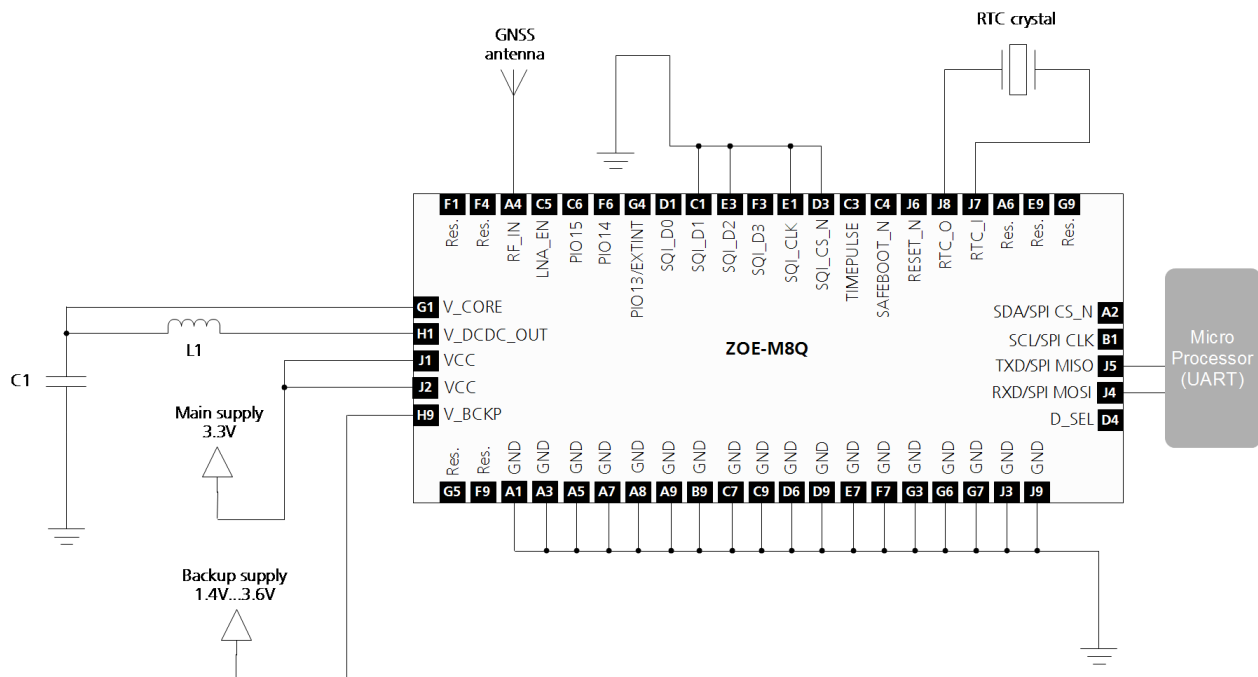 RTC crystal
GNSS
antenna
F1 F4 A4 C5 C6 F6 G4 D1 C1 E3 F3 E1 D3 C3 C4 J6 J8 J7 A6 E9 G9
Res. Res. RF_IN LNA_EN PIO15 PIO14 PIO13/EXTINT SQI_D0 SQI_D1 SQI_D2 SQI_D3 SQI_CLK SQI_CS_N TIMEPULSE SAFEBOOT_N RESET_N RTC_O RTC_I Res. Res. Res.
G1 V_CORE
H1 V_DCDC_OUT
J1 VCC
J2 VCC
H9 V_BCKP
L1
C1
Main supply
3.3V
ZOE-M8Q
SDA/SPI CS_N A2
SCL/SPI CLK B1
TXD/SPI MISO J5
RXD/SPI MOSI J4
D_SEL D4
Micro
Processor
(UART)
Res. Res. GND GND GND GND GND GND GND GND GND GND GND GND GND GND GND GND GND GND
G5 F9 A1 A3 A5 A7 A8 A9 B9 C7 C9 D6 D9 E7 F7 G3 G6 G7 J3 J9
Backup supply
1.4V...3.6V